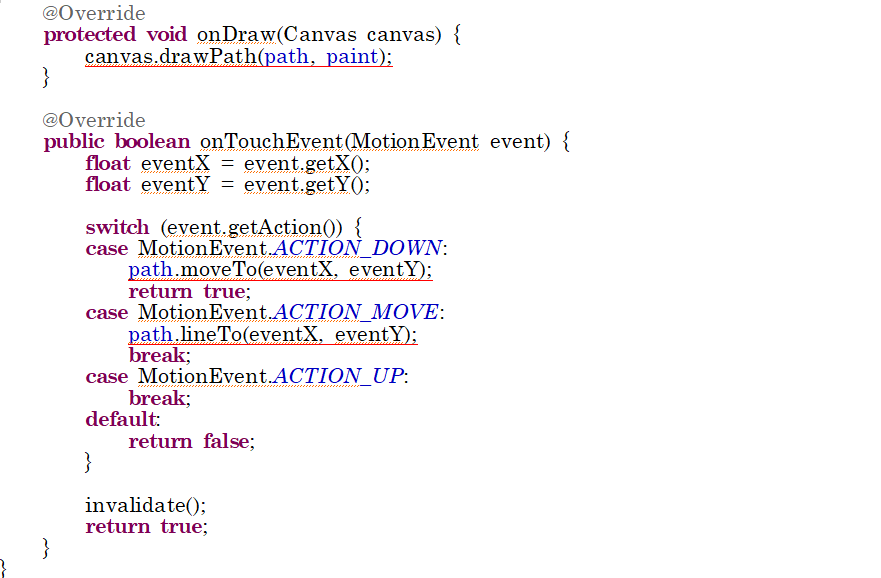 @Override
protected void onDraw(Canvas canvas) {
canvas.drawPath(path, paint);
}
@Override
public boolean onTouchEvent(MotionEvent event) {
float eventX = event.getX();
float eventY = event.getY();
switch (event.getAction()) {
case MotionEvent.ACTION_DOWN:
path.moveTo(eventX, eventY);
return true;
case MotionEvent.ACTION_MOVE:
path.lineTo(eventX, eventY);
break;
case MotionEvent.ACTION_UP:
break;
default:
return false;
}
invalidate();
return true;
}
}